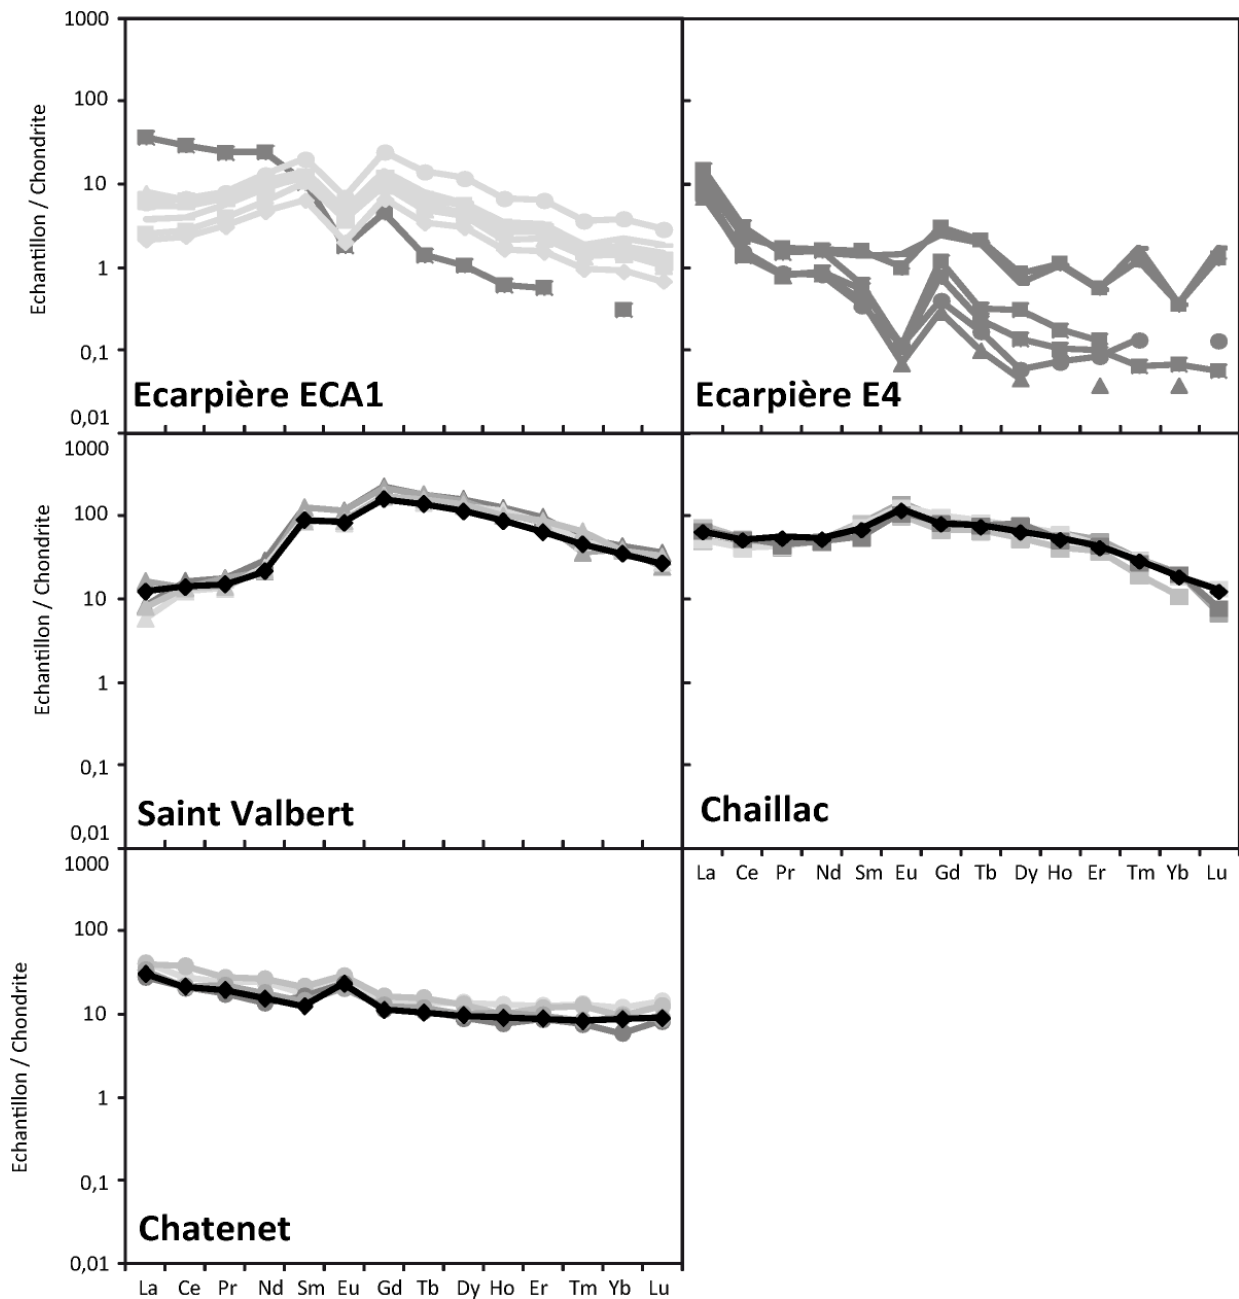 1000
100
10
1
0,1
0,01
Echantillon / Chondrite
Ecarpière ECA1
Ecarpière E4
1000
100
10
1
0,1
0,01
Echantillon / Chondrite
Saint Valbert
Chaillac
La Ce Pr Nd Sm Eu Gd Tb Dy Ho Er Tm Yb Lu
1000
100
10
1
0,1
0,01
Echantillon / Chondrite
Chatenet
La Ce Pr Nd Sm Eu Gd Tb Dy Ho Er Tm Yb Lu